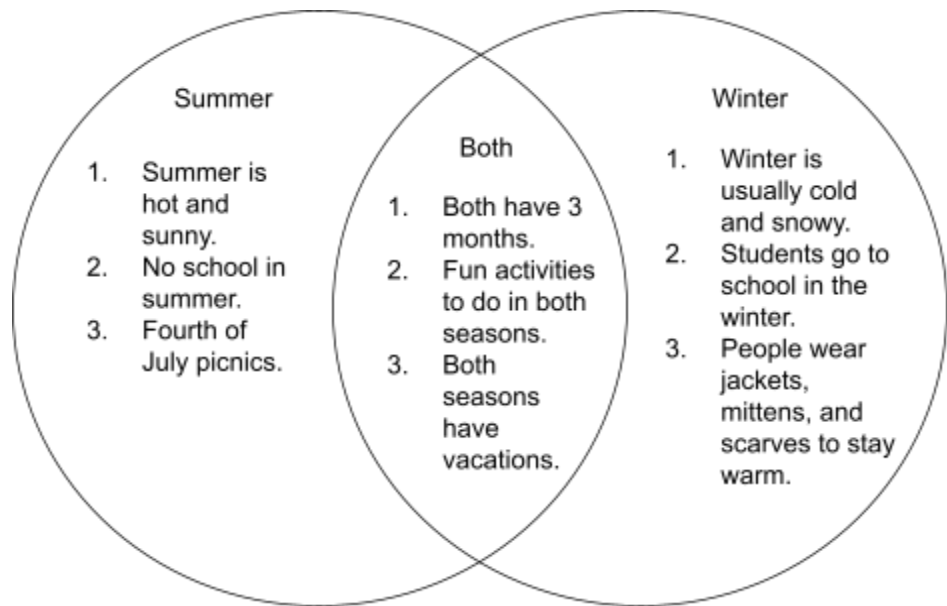 Summer
1. Summer is
hot and
sunny.
2. No school in
summer.
3. Fourth of
July picnics.
Both
1. Both have 3
months.
2. Fun activities
to do in both
seasons.
3. Both
seasons
have
vacations.
Winter
1. Winter is
usually cold
and snowy.
2. Students go to
school in the
winter.
3. People wear
jackets,
mittens, and
scarves to stay
warm.